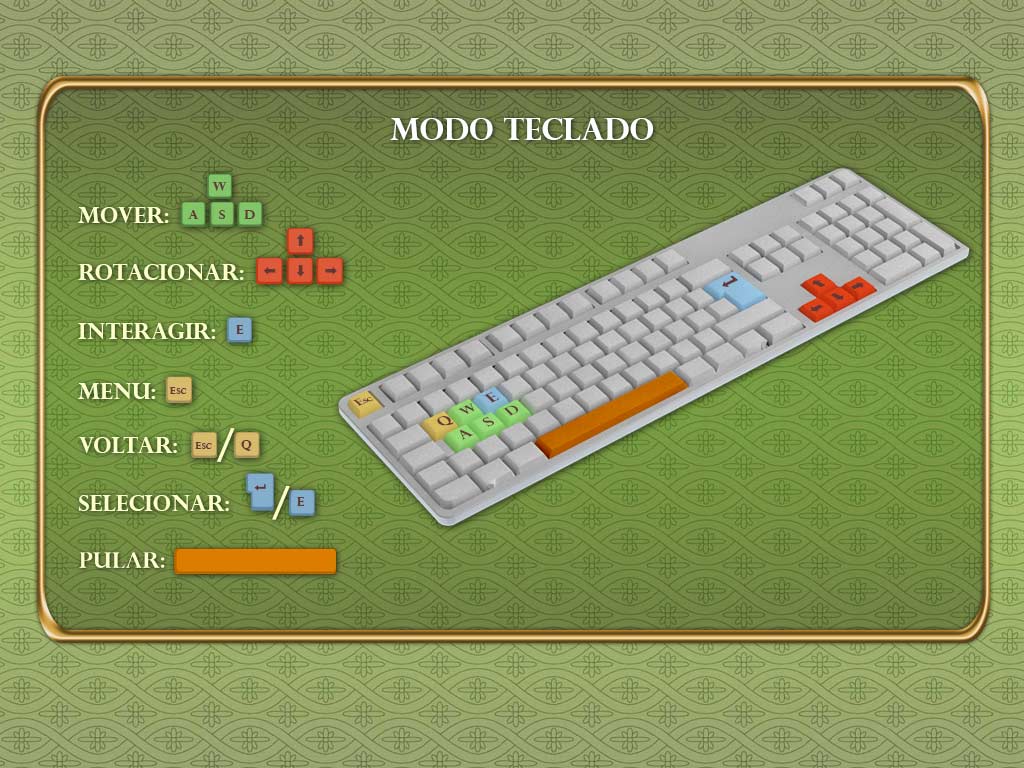 MODO TECLADO
W
MOVER: A S D
↑
ROTACIONAR: ← ↓ →
INTERAGIR: E
MENU: Esc
VOLTAR: Esc / Q
SELECIONAR: ↵ / E
PULAR:
↵
↑ →
← ↓
Esc
Q W E
A S D